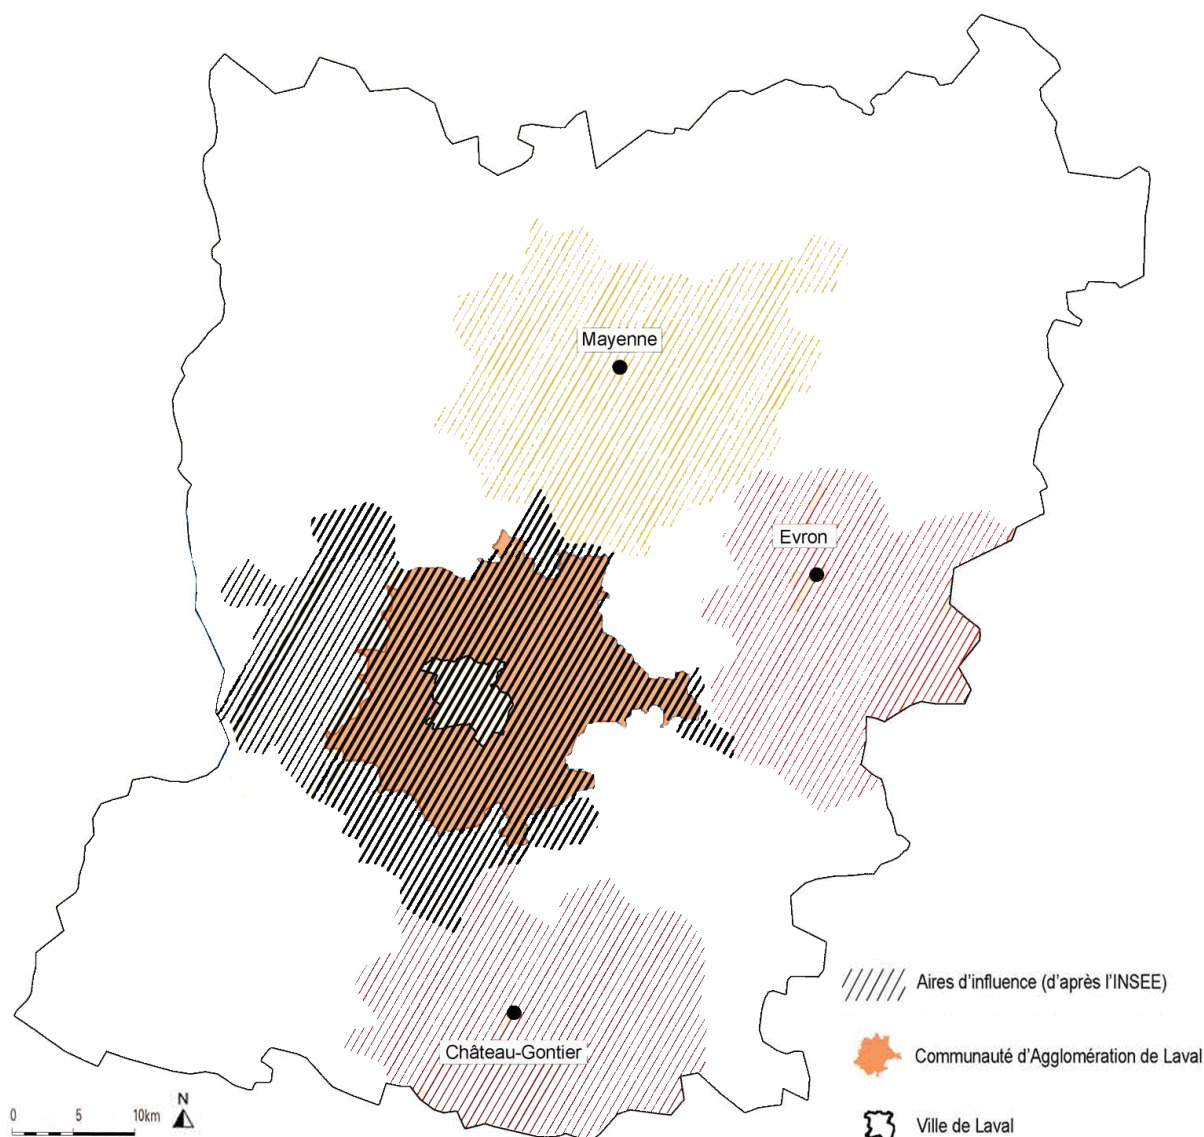 Mayenne
Evron
Château-Gontier
Aires d'influence (d'après l'INSEE)
Communauté d'Agglomération de Laval
Ville de Laval
0 5 10km
N